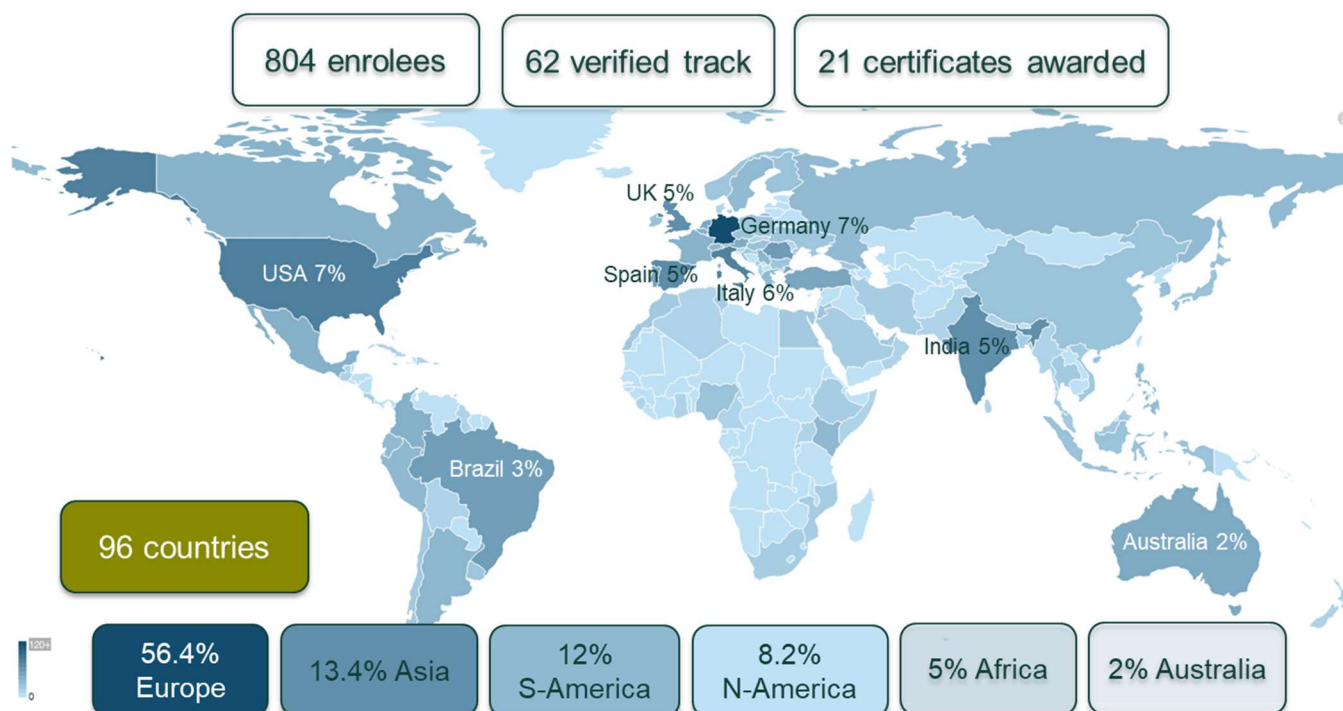 804 enrolees
62 verified track
21 certificates awarded
UK 5%
Germany 7%
USA 7%
Spain 5%
Italy 6%
India 5%
Brazil 3%
96 countries
Australia 2%
120+
0
56.4%
Europe
13.4% Asia
12%
S-America
8.2%
N-America
5% Africa
2% Australia